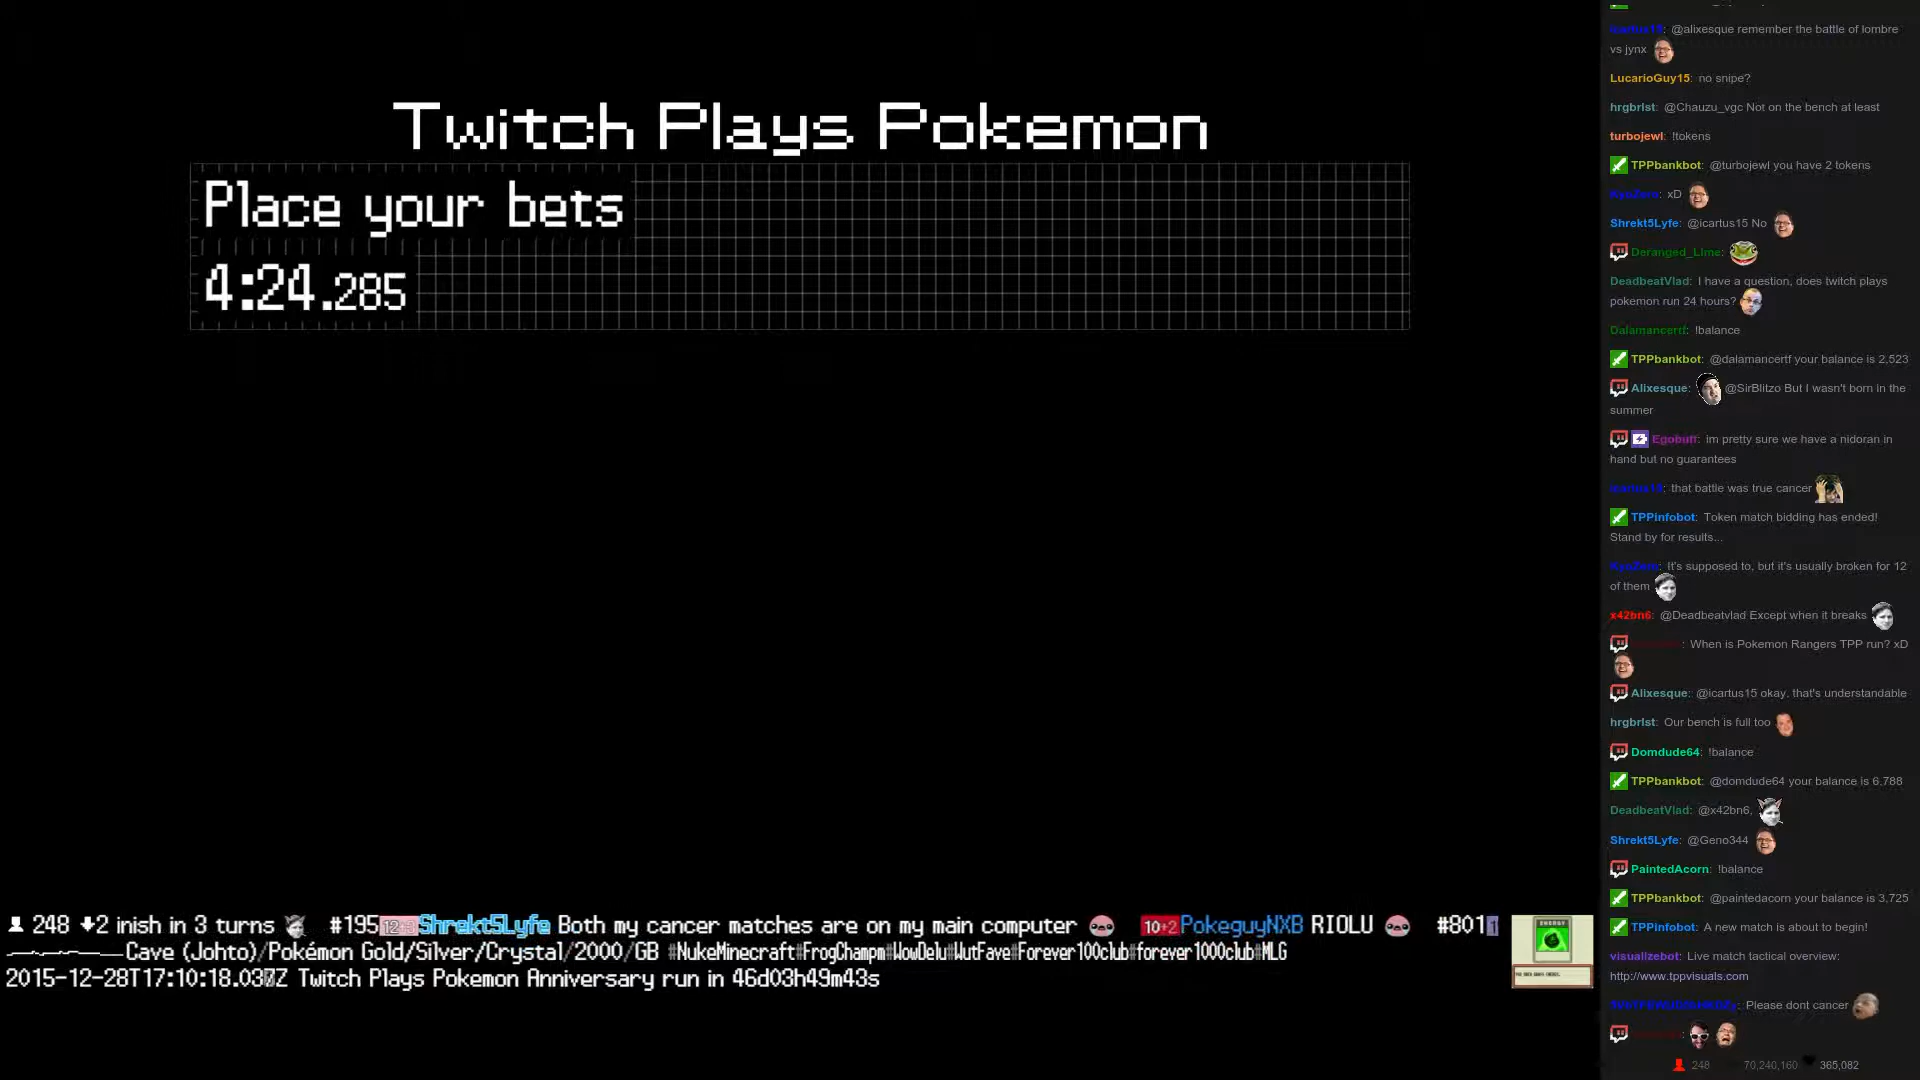 Twitch Plays Pokemon
Place your bets
4:24.285
248 2 inish in 3 turns #195 12+3 Shrekt5Lyfe Both my cancer matches are on my main computer 10+2 PokeguyNXB RIOLU #801 1
Cave (Johto)/Pokémon Gold/Silver/Crystal/2000/GB #NukeMinecraft#FrogChampm#WowDelu#WutFave#Forever100club#forever1000club#MLG
2015-12-28T17:10:18.03 Z Twitch Plays Pokemon Anniversary run in 46d03h49m43s
ENERGY
icartus15: @alixesque remember the battle of lombre
vs jynx
LucarioGuy15: no snipe?
hrgbrlst: @Chauzu_vgc Not on the bench at least
turbojewl: !tokens
TPPbankbot: @turbojewl you have 2 tokens
KyoZero: xD
Shrekt5Lyfe: @icartus15 No
Deranged_LIme:
DeadbeatVlad: I have a question, does twitch plays
pokemon run 24 hours?
Dalamancertf: !balance
TPPbankbot: @dalamancertf your balance is 2,523
Alixesque: @SirBlitzo But I wasn't born in the
summer
Egobuff: im pretty sure we have a nidoran in
hand but no guarantees
icartus15: that battle was true cancer
TPPinfobot: Token match bidding has ended!
Stand by for results...
KyoZero: It's supposed to, but it's usually broken for 12
of them
x42bn6: @Deadbeatvlad Except when it breaks
: When is Pokemon Rangers TPP run? xD
Alixesque: @icartus15 okay. that's understandable
hrgbrlst: Our bench is full too
Domdude64: !balance
TPPbankbot: @domdude64 your balance is 6,788
DeadbeatVlad: @x42bn6,
Shrekt5Lyfe: @Geno344
PaintedAcorn: !balance
TPPbankbot: @paintedacorn your balance is 3,725
TPPinfobot: A new match is about to begin!
visualizebot: Live match tactical overview:
http://www.tppvisuals.com
: Please dont cancer
:
248 70,240,160 365,082